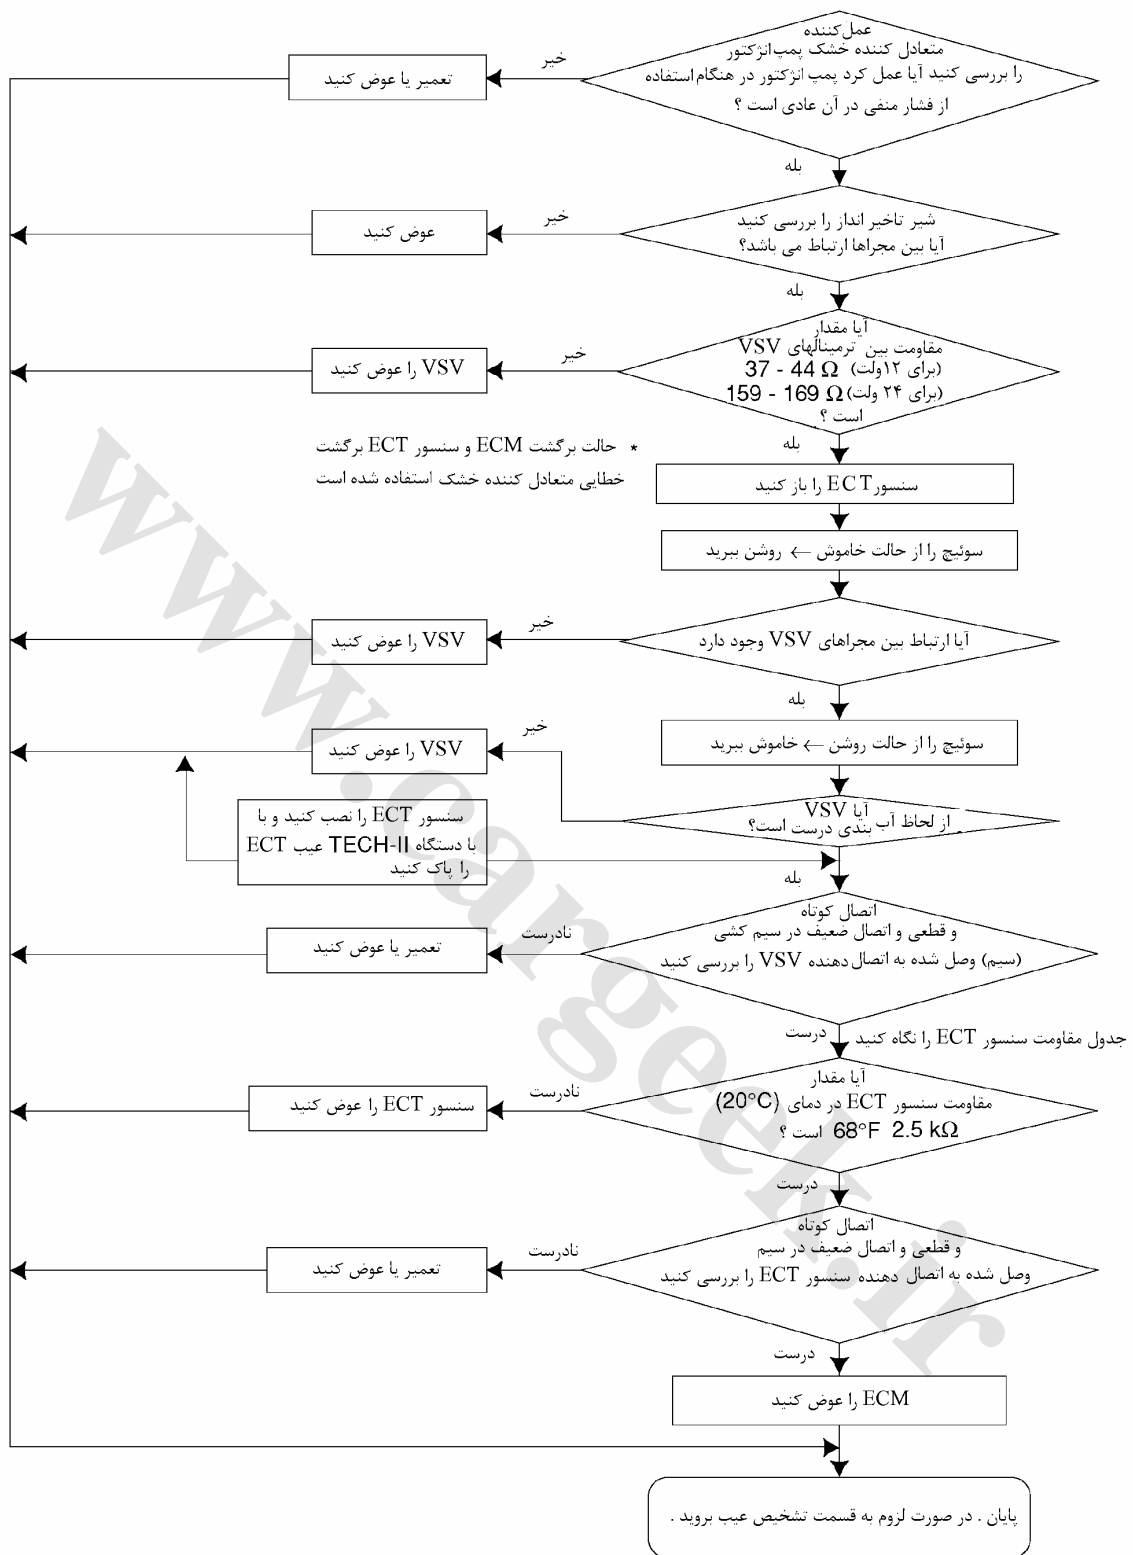 عمل‌کننده
متعادل کننده خشک پمپ‌انژکتور
را بررسی کنید آیا عمل کرد پمپ انژکتور در هنگام استفاده
از فشار منفی در آن عادی است ؟
خیر
تعمیر یا عوض کنید
بله
شیر تاخیر انداز را بررسی کنید
آیا بین مجراها ارتباط می باشد؟
خیر
عوض کنید
بله
آیا مقدار
مقاومت بین ترمینالهای VSV
(برای ۱۲ولت) 37 - 44 Ω
(برای ۲۴ ولت) 159 - 169 Ω
است ؟
خیر
VSV را عوض کنید
بله
* حالت برگشت ECM و سنسور ECT برگشت
خطایی متعادل کننده خشک استفاده شده است
سنسور ECT را باز کنید
سوئیچ را از حالت خاموش ← روشن ببرید
آیا ارتباط بین مجراهای VSV وجود دارد
خیر
VSV را عوض کنید
بله
سوئیچ را از حالت روشن ← خاموش ببرید
خیر
VSV را عوض کنید
آیا VSV
از لحاظ آب بندی درست است؟
سنسور ECT را نصب کنید و با
با دستگاه TECH-II عیب ECT
را پاک کنید
بله
اتصال کوتاه
و قطعی و اتصال ضعیف در سیم کشی
(سیم) وصل شده به اتصال دهنده VSV را بررسی کنید
نادرست
تعمیر یا عوض کنید
درست
جدول مقاومت سنسور ECT را نگاه کنید
آیا مقدار
مقاومت سنسور ECT در دمای (20°C)
68°F 2.5 kΩ است ؟
نادرست
سنسور ECT را عوض کنید
درست
اتصال کوتاه
و قطعی و اتصال ضعیف در سیم
وصل شده به اتصال دهنده سنسور ECT را بررسی کنید
نادرست
تعمیر یا عوض کنید
درست
ECM را عوض کنید
پایان . در صورت لزوم به قسمت تشخیص عیب بروید .
www.cargeek.ir